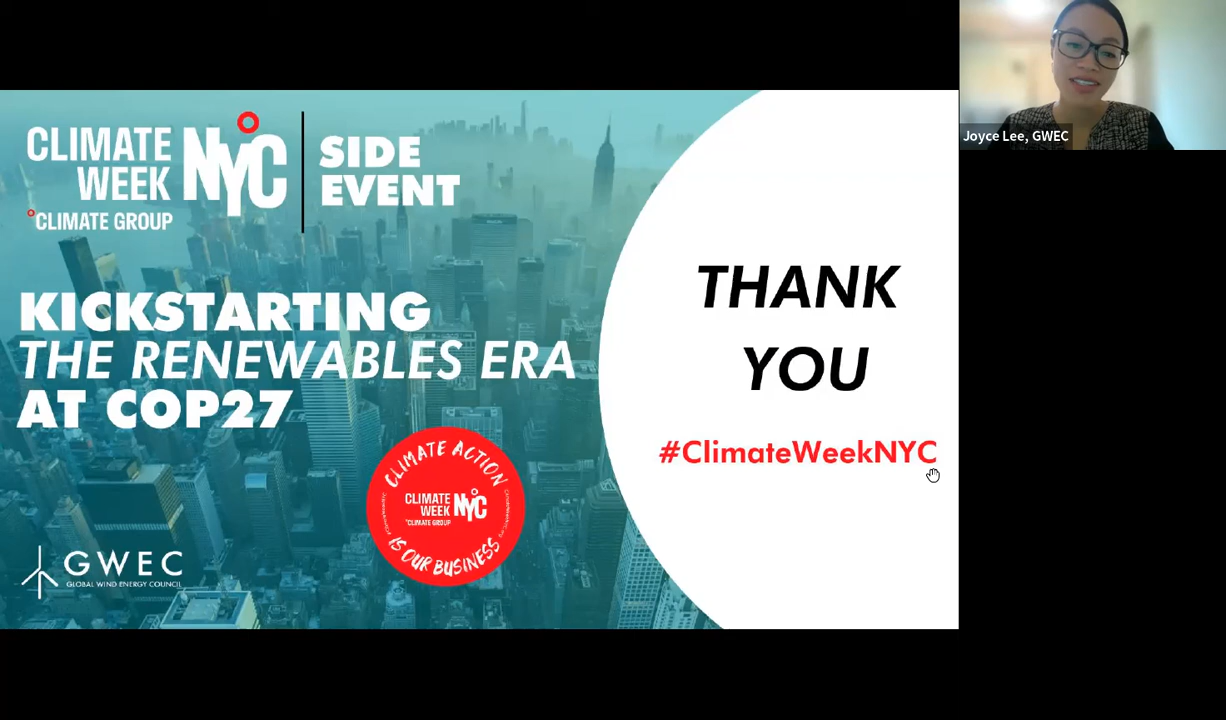 CLIMATE
WEEK
NYC
°CLIMATE GROUP
SIDE
EVENT
KICKSTARTING
THE RENEWABLES ERA
AT COP27
CLIMATE ACTION
CLIMATE
WEEK
NYC
°CLIMATE GROUP
IS OUR BUSINESS
GWEC
GLOBAL WIND ENERGY COUNCIL
THANK
YOU
#ClimateWeekNYC
Joyce Lee, GWEC